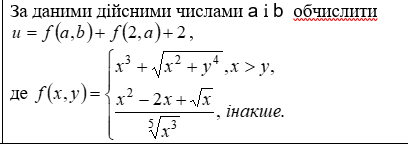 За даними дійсними числами a і b обчислити
u = f(a,b) + f(2,a) + 2,
де f(x,y) = { x³ + √(x² + y⁴), x > y,
(x² − 2x + √x) / ⁵√(x³), інакше.